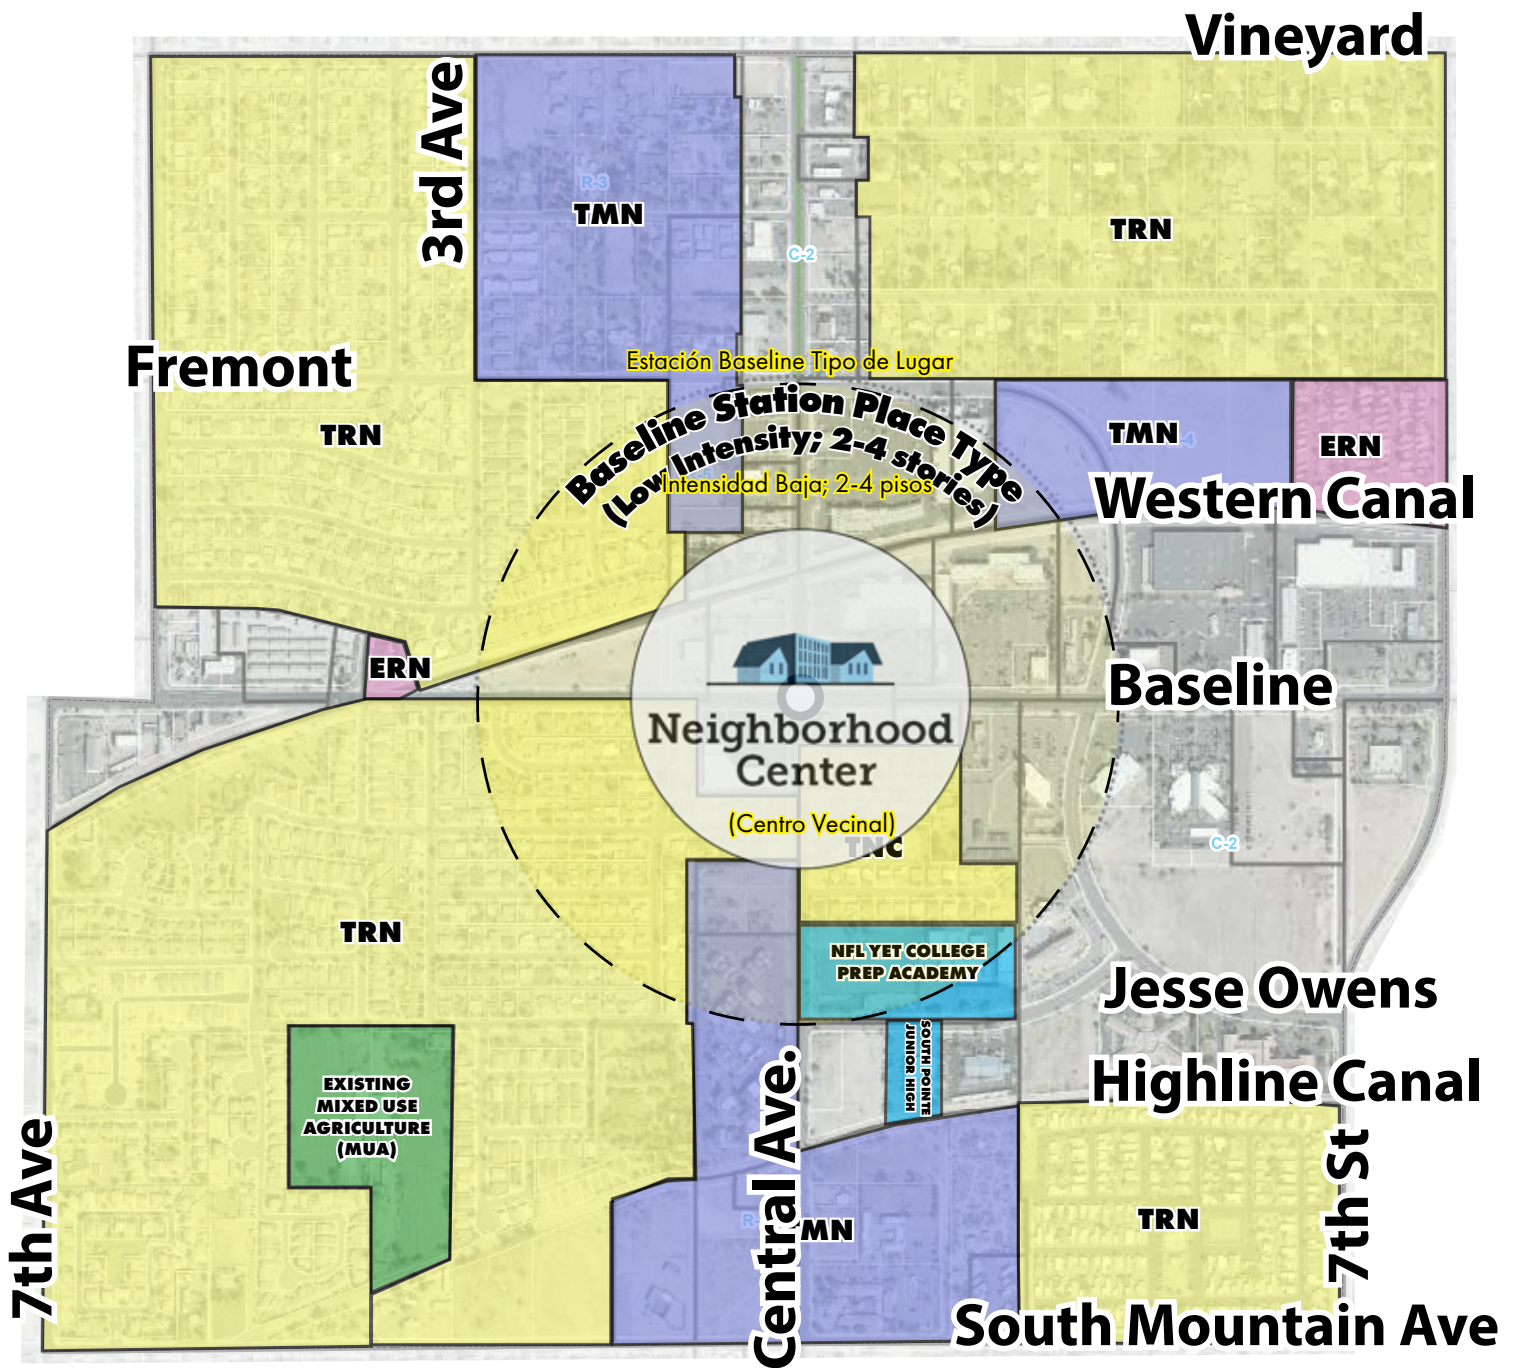 Vineyard
3rd Ave
R-3
TMN
TRN
C-2
Fremont
Estación Baseline Tipo de Lugar
Baseline Station Place Type
(Low Intensity; 2-4 stories)
Intensidad Baja; 2-4 pisos
TRN
TMN
ERN
Western Canal
ERN
Baseline
Neighborhood
Center
(Centro Vecinal)
TNC
C-2
TRN
NFL YET COLLEGE
PREP ACADEMY
Jesse Owens
SOUTH POINTE
JUNIOR HIGH
Highline Canal
EXISTING
MIXED USE
AGRICULTURE
(MUA)
7th Ave
Central Ave.
7th St
MN
TRN
South Mountain Ave